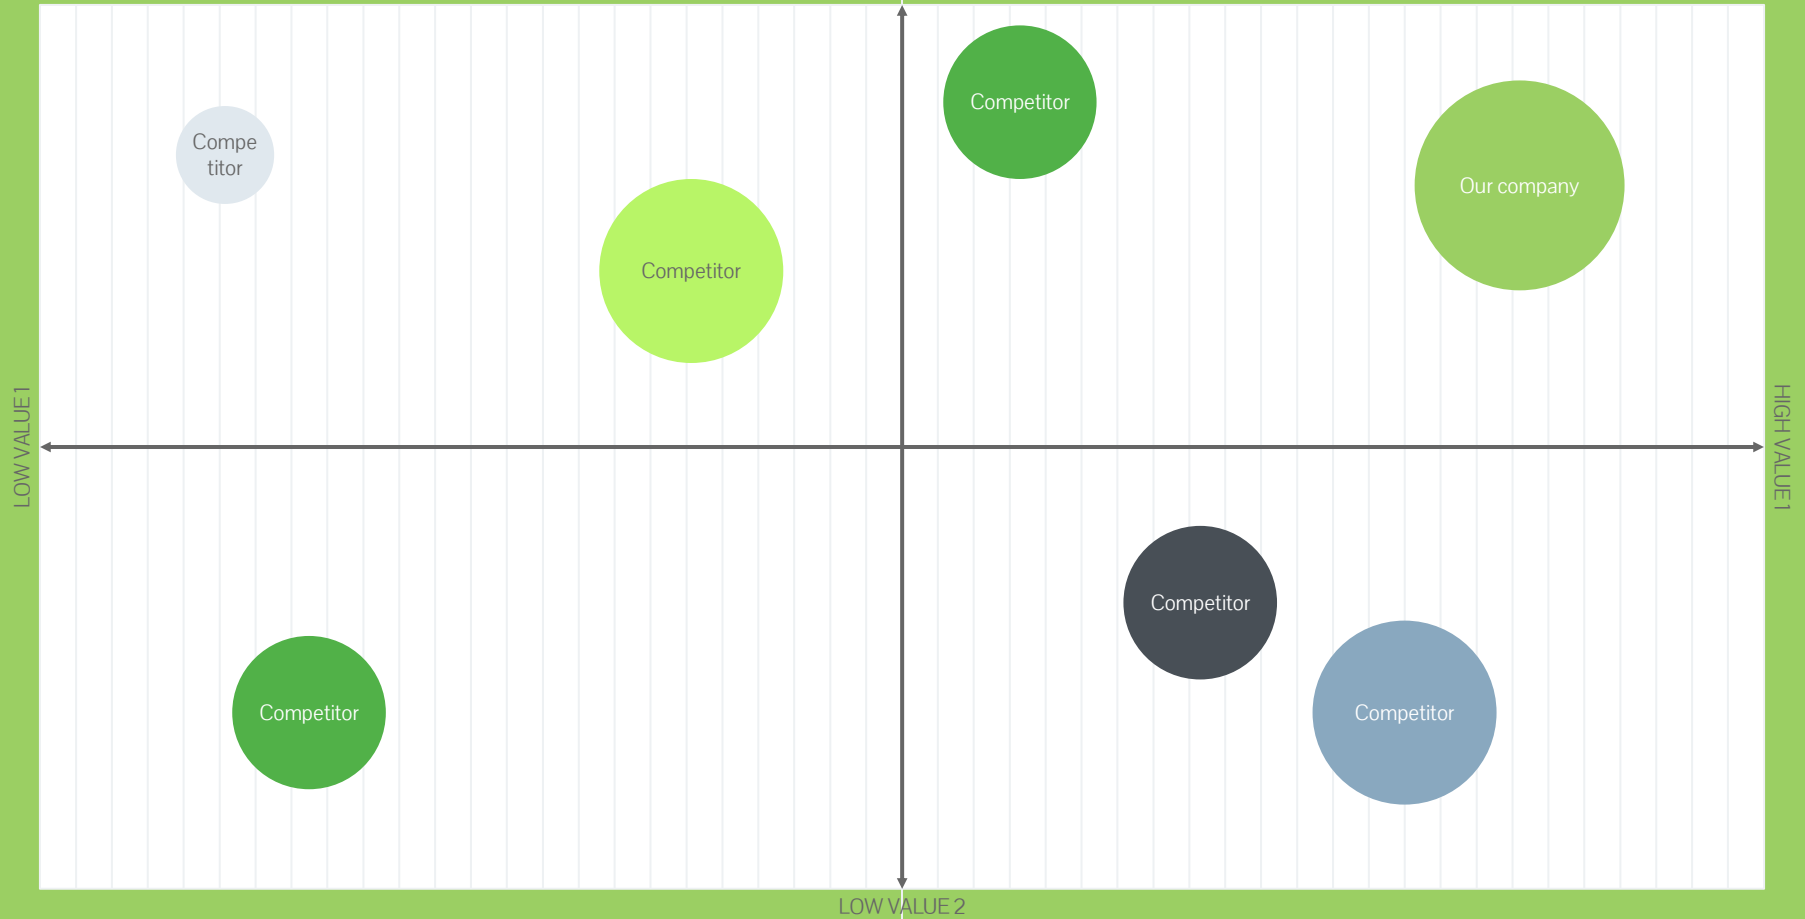 Competitor
Compe
titor
Our company
Competitor
LOW VALUE 1
HIGH VALUE 1
Competitor
Competitor
Competitor
LOW VALUE 2